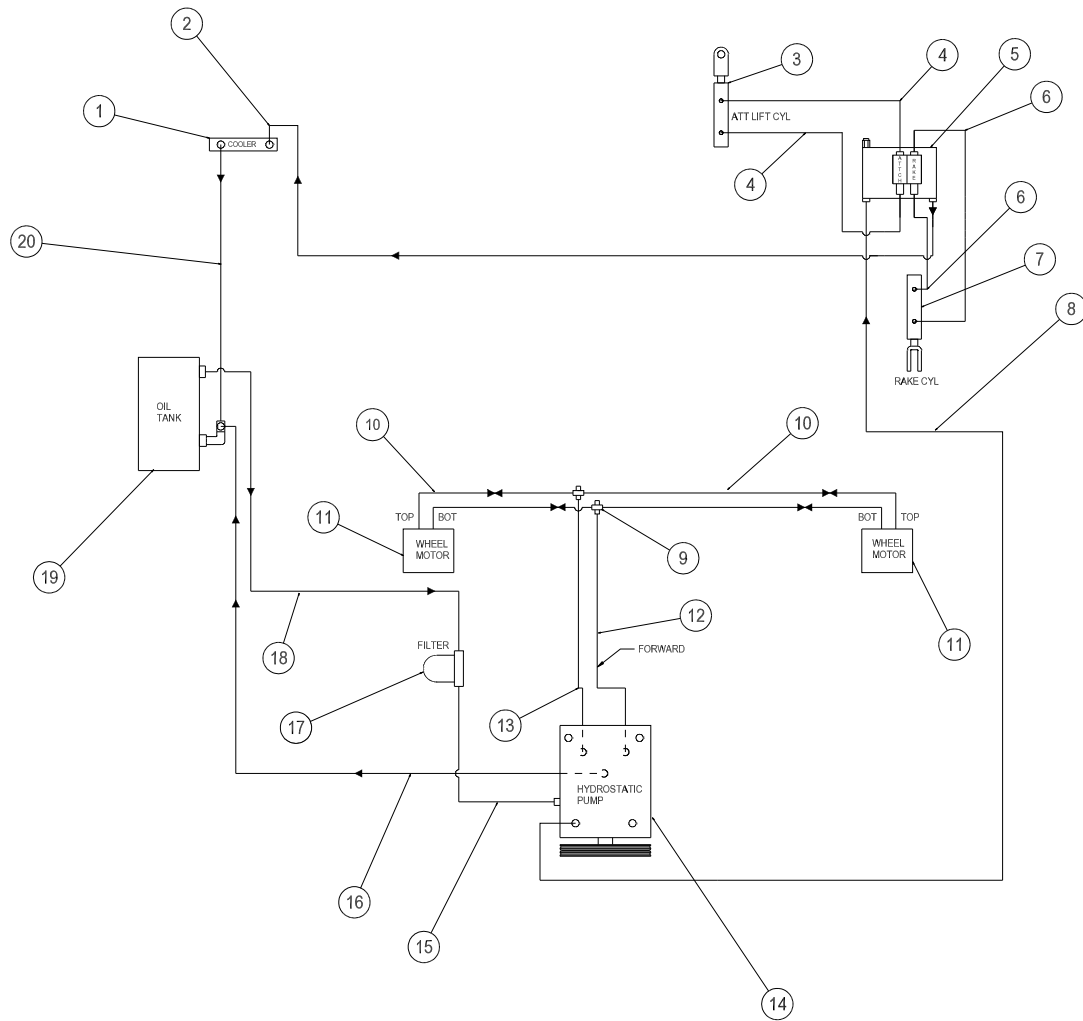 2
1
COOLER
3
4
5
6
ATT LIFT CYL
ATTCH
RAKE
4
6
7
8
20
RAKE CYL
OIL
TANK
10
10
11
TOP
BOT
WHEEL
MOTOR
9
BOT
TOP
WHEEL
MOTOR
11
19
12
FORWARD
18
FILTER
17
13
HYDROSTATIC
PUMP
16
15
14